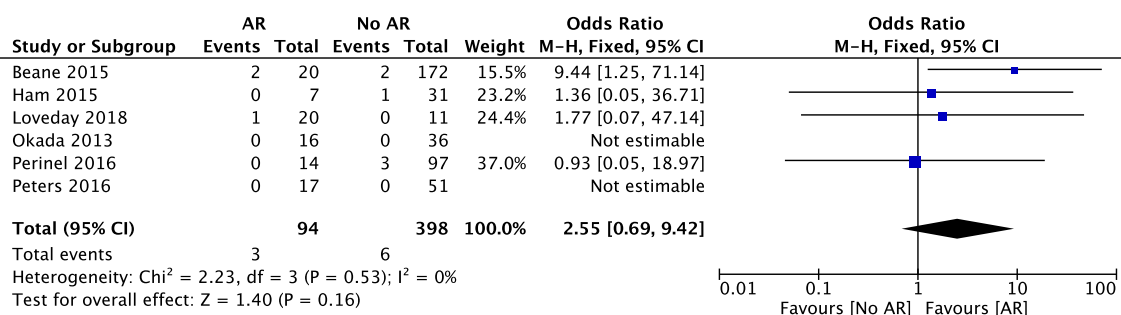 AR No AR Odds Ratio Odds Ratio
Study or Subgroup Events Total Events Total Weight M-H, Fixed, 95% CI M-H, Fixed, 95% CI
Beane 2015 2 20 2 172 15.5% 9.44 [1.25, 71.14]
Ham 2015 0 7 1 31 23.2% 1.36 [0.05, 36.71]
Loveday 2018 1 20 0 11 24.4% 1.77 [0.07, 47.14]
Okada 2013 0 16 0 36 Not estimable
Perinel 2016 0 14 3 97 37.0% 0.93 [0.05, 18.97]
Peters 2016 0 17 0 51 Not estimable
Total (95% CI) 94 398 100.0% 2.55 [0.69, 9.42]
Total events 3 6
Heterogeneity: Chi² = 2.23, df = 3 (P = 0.53); I² = 0%
Test for overall effect: Z = 1.40 (P = 0.16)
0.01 0.1 1 10 100
Favours [No AR] Favours [AR]